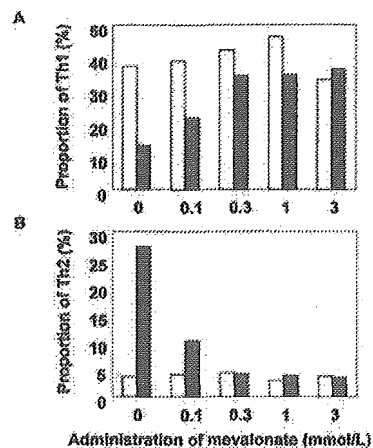 A
Proportion of Th1 (%)
50
40
30
20
10
0
0 0.1 0.3 1 3
B
Proportion of Th2 (%)
30
25
20
15
10
5
0
0 0.1 0.3 1 3
Administration of mevalonate (mmol/L)